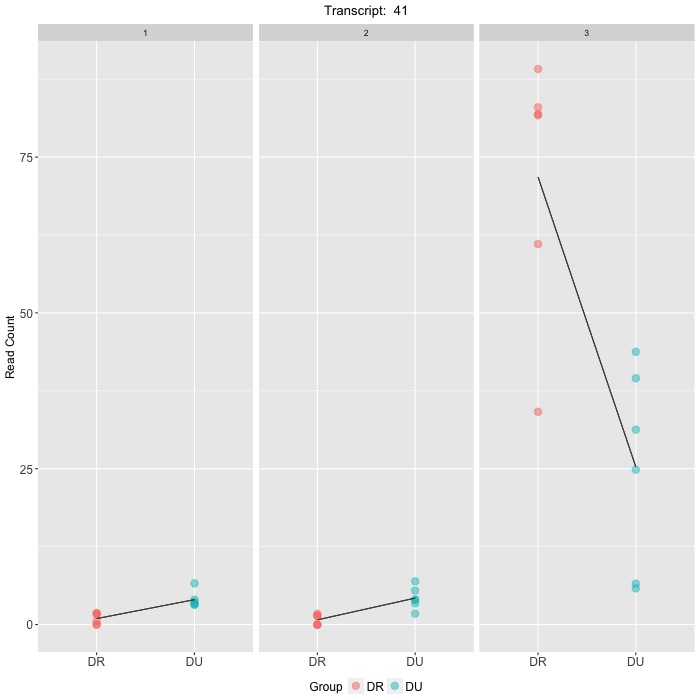 Transcript: 41
1 2 3
75
50
25
0
Read Count
DR DU DR DU DR DU
Group DR DU